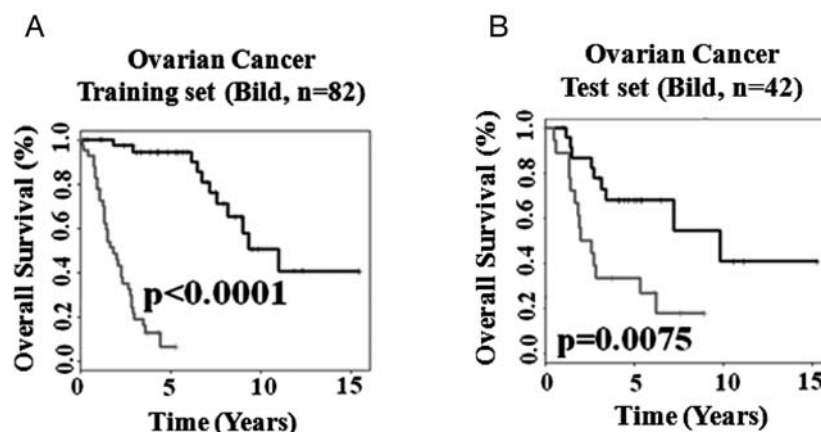 A
Ovarian Cancer
Training set (Bild, n=82)
Overall Survival (%)
1.0
0.8
0.6
0.4
0.2
0.0
p<0.0001
0 5 10 15
Time (Years)
B
Ovarian Cancer
Test set (Bild, n=42)
Overall Survival (%)
1.0
0.8
0.6
0.4
0.2
0.0
p=0.0075
0 5 10 15
Time (Years)